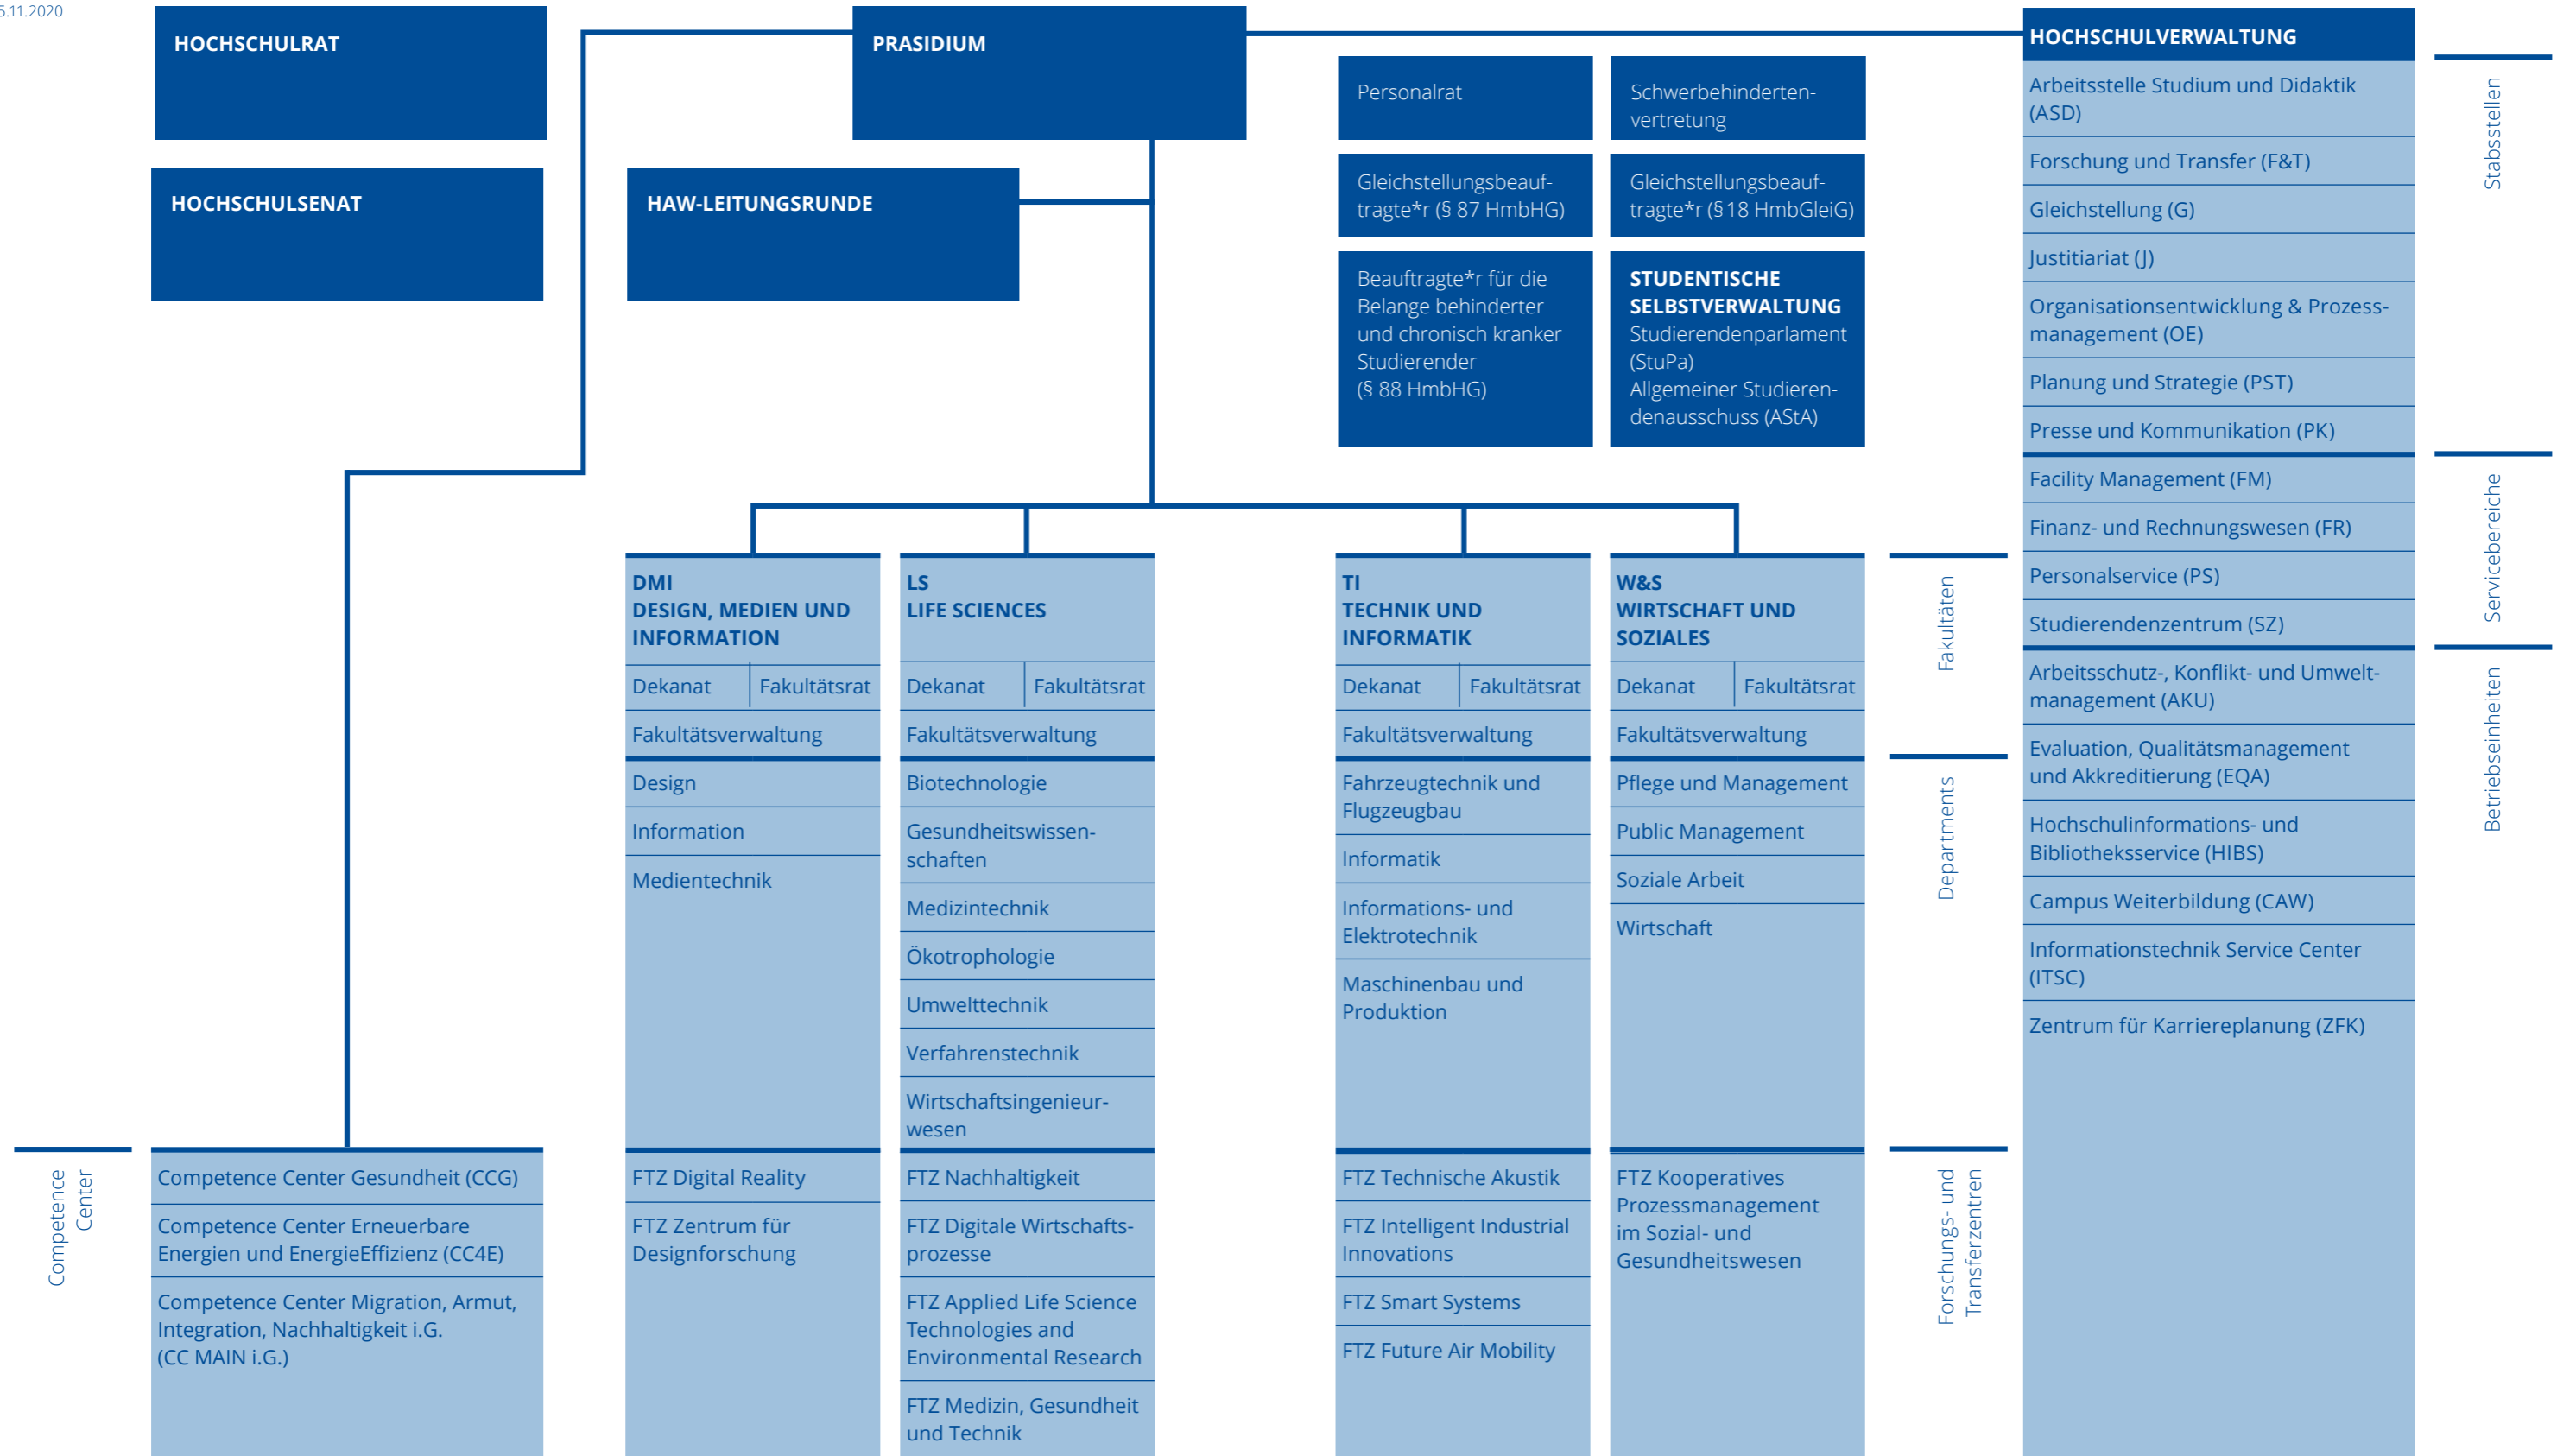 5.11.2020
HOCHSCHULRAT
PRASIDIUM
HOCHSCHULSENAT
HAW-LEITUNGSRUNDE
Personalrat
Schwerbehinderten-
vertretung
Gleichstellungsbeauf-
tragte*r (§ 87 HmbHG)
Gleichstellungsbeauf-
tragte*r (§ 18 HmbGleiG)
Beauftragte*r für die
Belange behinderter
und chronisch kranker
Studierender
(§ 88 HmbHG)
STUDENTISCHE
SELBSTVERWALTUNG
Studierendenparlament
(StuPa)
Allgemeiner Studieren-
denausschuss (AStA)
HOCHSCHULVERWALTUNG
Stabsstellen
Arbeitsstelle Studium und Didaktik
(ASD)
Forschung und Transfer (F&T)
Gleichstellung (G)
Justitiariat (J)
Organisationsentwicklung & Prozess-
management (OE)
Planung und Strategie (PST)
Presse und Kommunikation (PK)
Servicebereiche
Facility Management (FM)
Finanz- und Rechnungswesen (FR)
Personalservice (PS)
Studierendenzentrum (SZ)
Betriebseinheiten
Arbeitsschutz-, Konflikt- und Umwelt-
management (AKU)
Evaluation, Qualitätsmanagement
und Akkreditierung (EQA)
Hochschulinformations- und
Bibliotheksservice (HIBS)
Campus Weiterbildung (CAW)
Informationstechnik Service Center
(ITSC)
Zentrum für Karriereplanung (ZFK)
Competence
Center
Competence Center Gesundheit (CCG)
Competence Center Erneuerbare
Energien und EnergieEffizienz (CC4E)
Competence Center Migration, Armut,
Integration, Nachhaltigkeit i.G.
(CC MAIN i.G.)
DMI
DESIGN, MEDIEN UND
INFORMATION
Dekanat
Fakultätsrat
Fakultätsverwaltung
Design
Information
Medientechnik
FTZ Digital Reality
FTZ Zentrum für
Designforschung
LS
LIFE SCIENCES
Dekanat
Fakultätsrat
Fakultätsverwaltung
Biotechnologie
Gesundheitswissen-
schaften
Medizintechnik
Ökotrophologie
Umwelttechnik
Verfahrenstechnik
Wirtschaftsingenieur-
wesen
FTZ Nachhaltigkeit
FTZ Digitale Wirtschafts-
prozesse
FTZ Applied Life Science
Technologies and
Environmental Research
FTZ Medizin, Gesundheit
und Technik
TI
TECHNIK UND
INFORMATIK
Dekanat
Fakultätsrat
Fakultätsverwaltung
Fahrzeugtechnik und
Flugzeugbau
Informatik
Informations- und
Elektrotechnik
Maschinenbau und
Produktion
FTZ Technische Akustik
FTZ Intelligent Industrial
Innovations
FTZ Smart Systems
FTZ Future Air Mobility
W&S
WIRTSCHAFT UND
SOZIALES
Dekanat
Fakultätsrat
Fakultätsverwaltung
Pflege und Management
Public Management
Soziale Arbeit
Wirtschaft
FTZ Kooperatives
Prozessmanagement
im Sozial- und
Gesundheitswesen
Fakultäten
Departments
Forschungs- und
Transferzentren